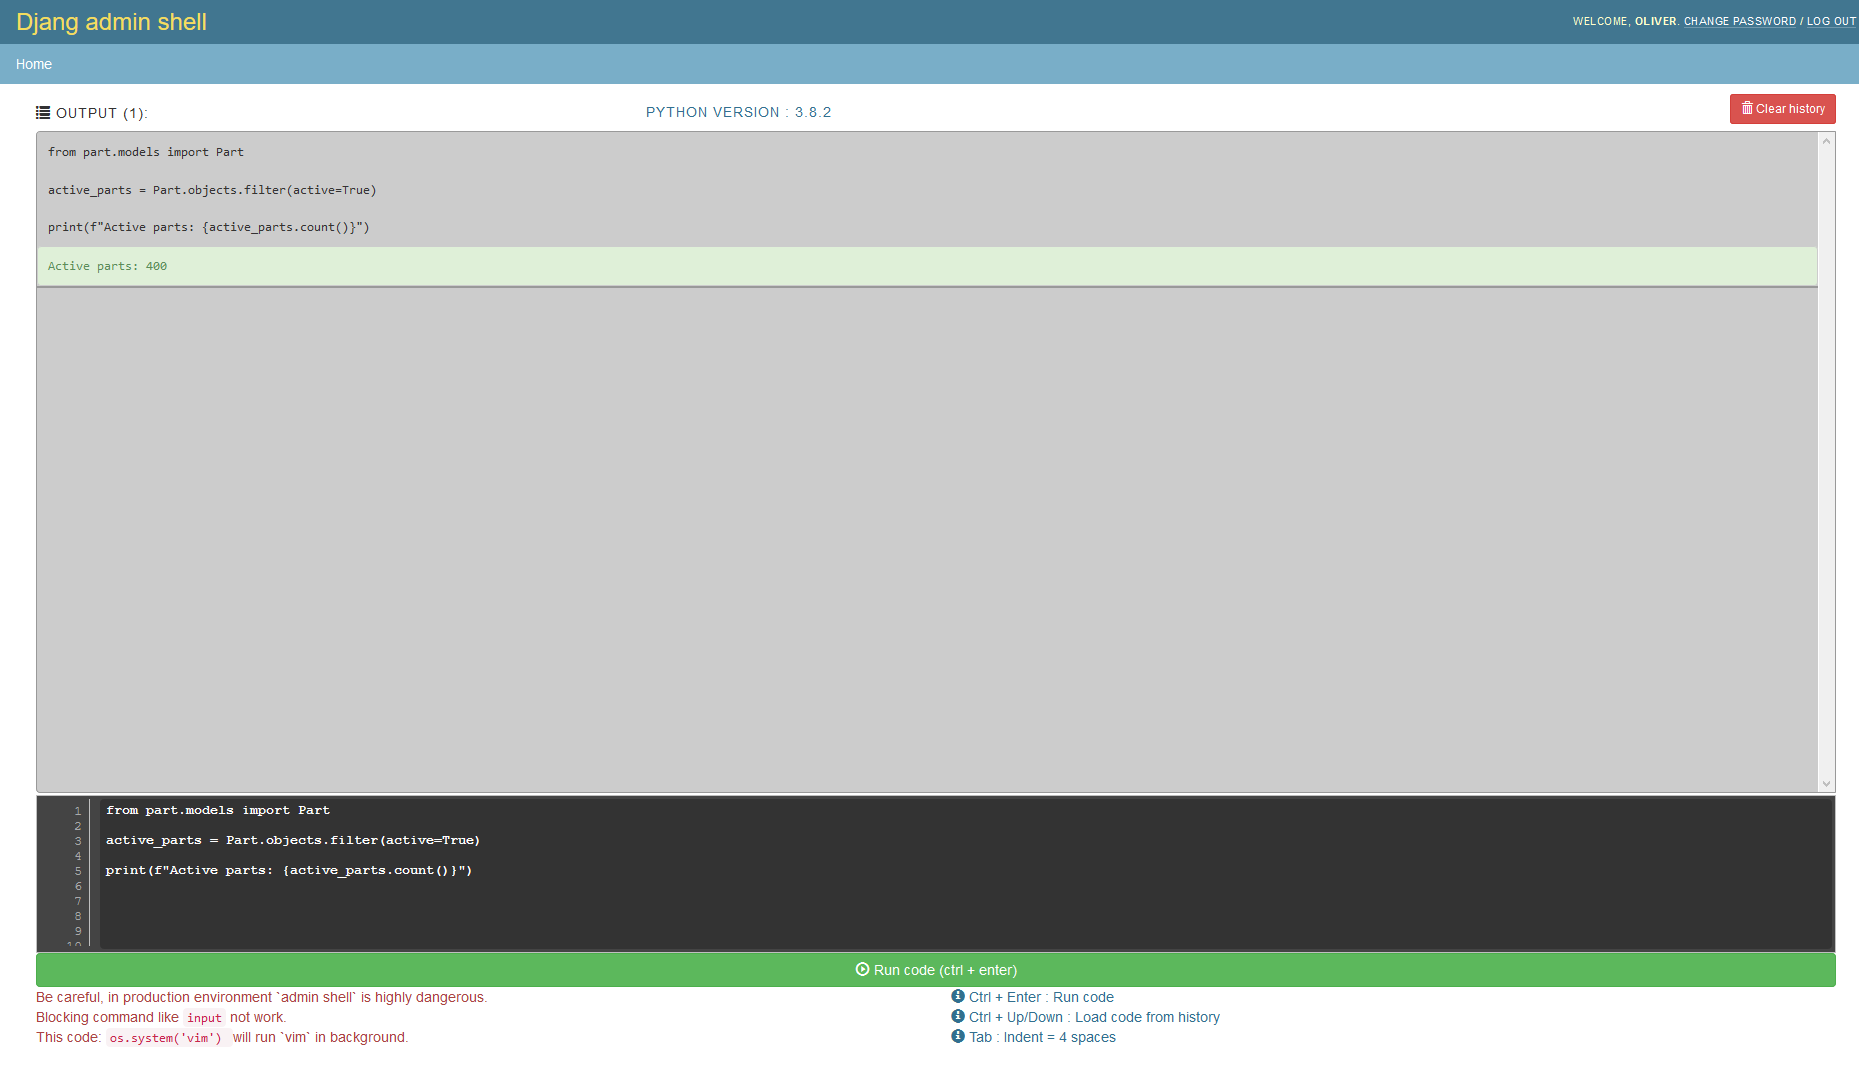 Djang admin shell
WELCOME, OLIVER. CHANGE PASSWORD / LOG OUT
Home
OUTPUT (1):
PYTHON VERSION : 3.8.2
Clear history
from part.models import Part
active_parts = Part.objects.filter(active=True)
print(f"Active parts: {active_parts.count()}")
Active parts: 400
1 from part.models import Part
2
3 active_parts = Part.objects.filter(active=True)
4
5 print(f"Active parts: {active_parts.count()}")
6
7
8
9
10
Run code (ctrl + enter)
Be careful, in production environment `admin shell` is highly dangerous.
Blocking command like input not work.
This code: os.system('vim') will run `vim` in background.
Ctrl + Enter : Run code
Ctrl + Up/Down : Load code from history
Tab : Indent = 4 spaces